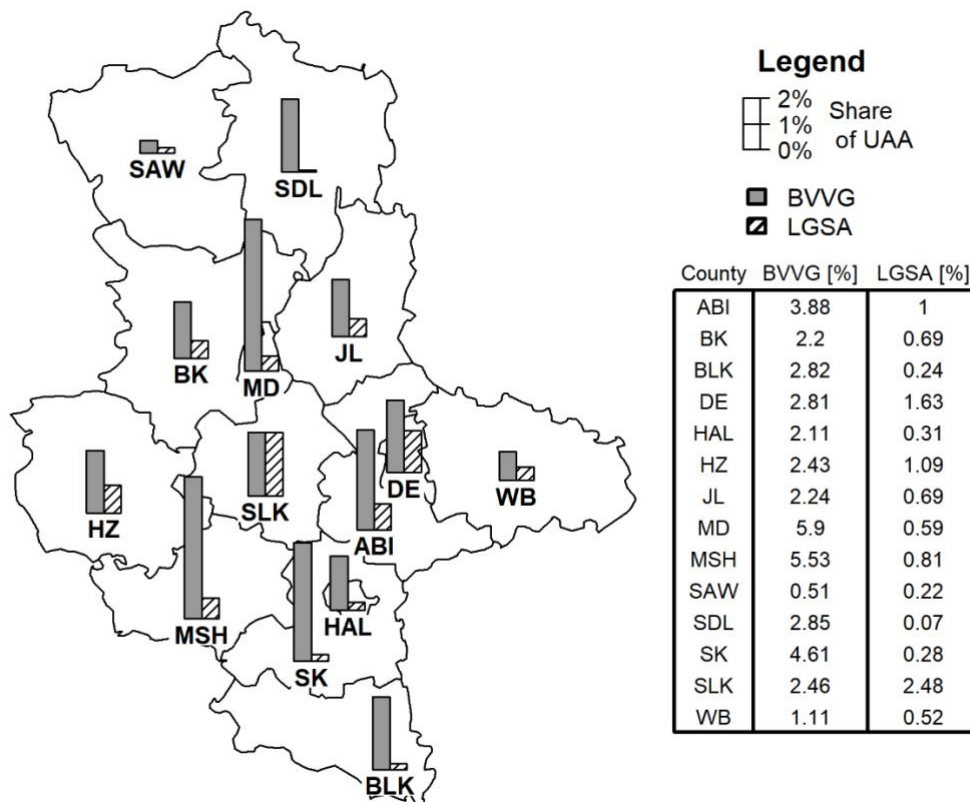 SAW
SDL
BK
MD
JL
HZ
SLK
ABI
DE
WB
MSH
SK
HAL
BLK
Legend
2%
1%
0%
Share
of UAA
BVVG
LGSA
County BVVG [%] LGSA [%]
ABI 3.88 1
BK 2.2 0.69
BLK 2.82 0.24
DE 2.81 1.63
HAL 2.11 0.31
HZ 2.43 1.09
JL 2.24 0.69
MD 5.9 0.59
MSH 5.53 0.81
SAW 0.51 0.22
SDL 2.85 0.07
SK 4.61 0.28
SLK 2.46 2.48
WB 1.11 0.52